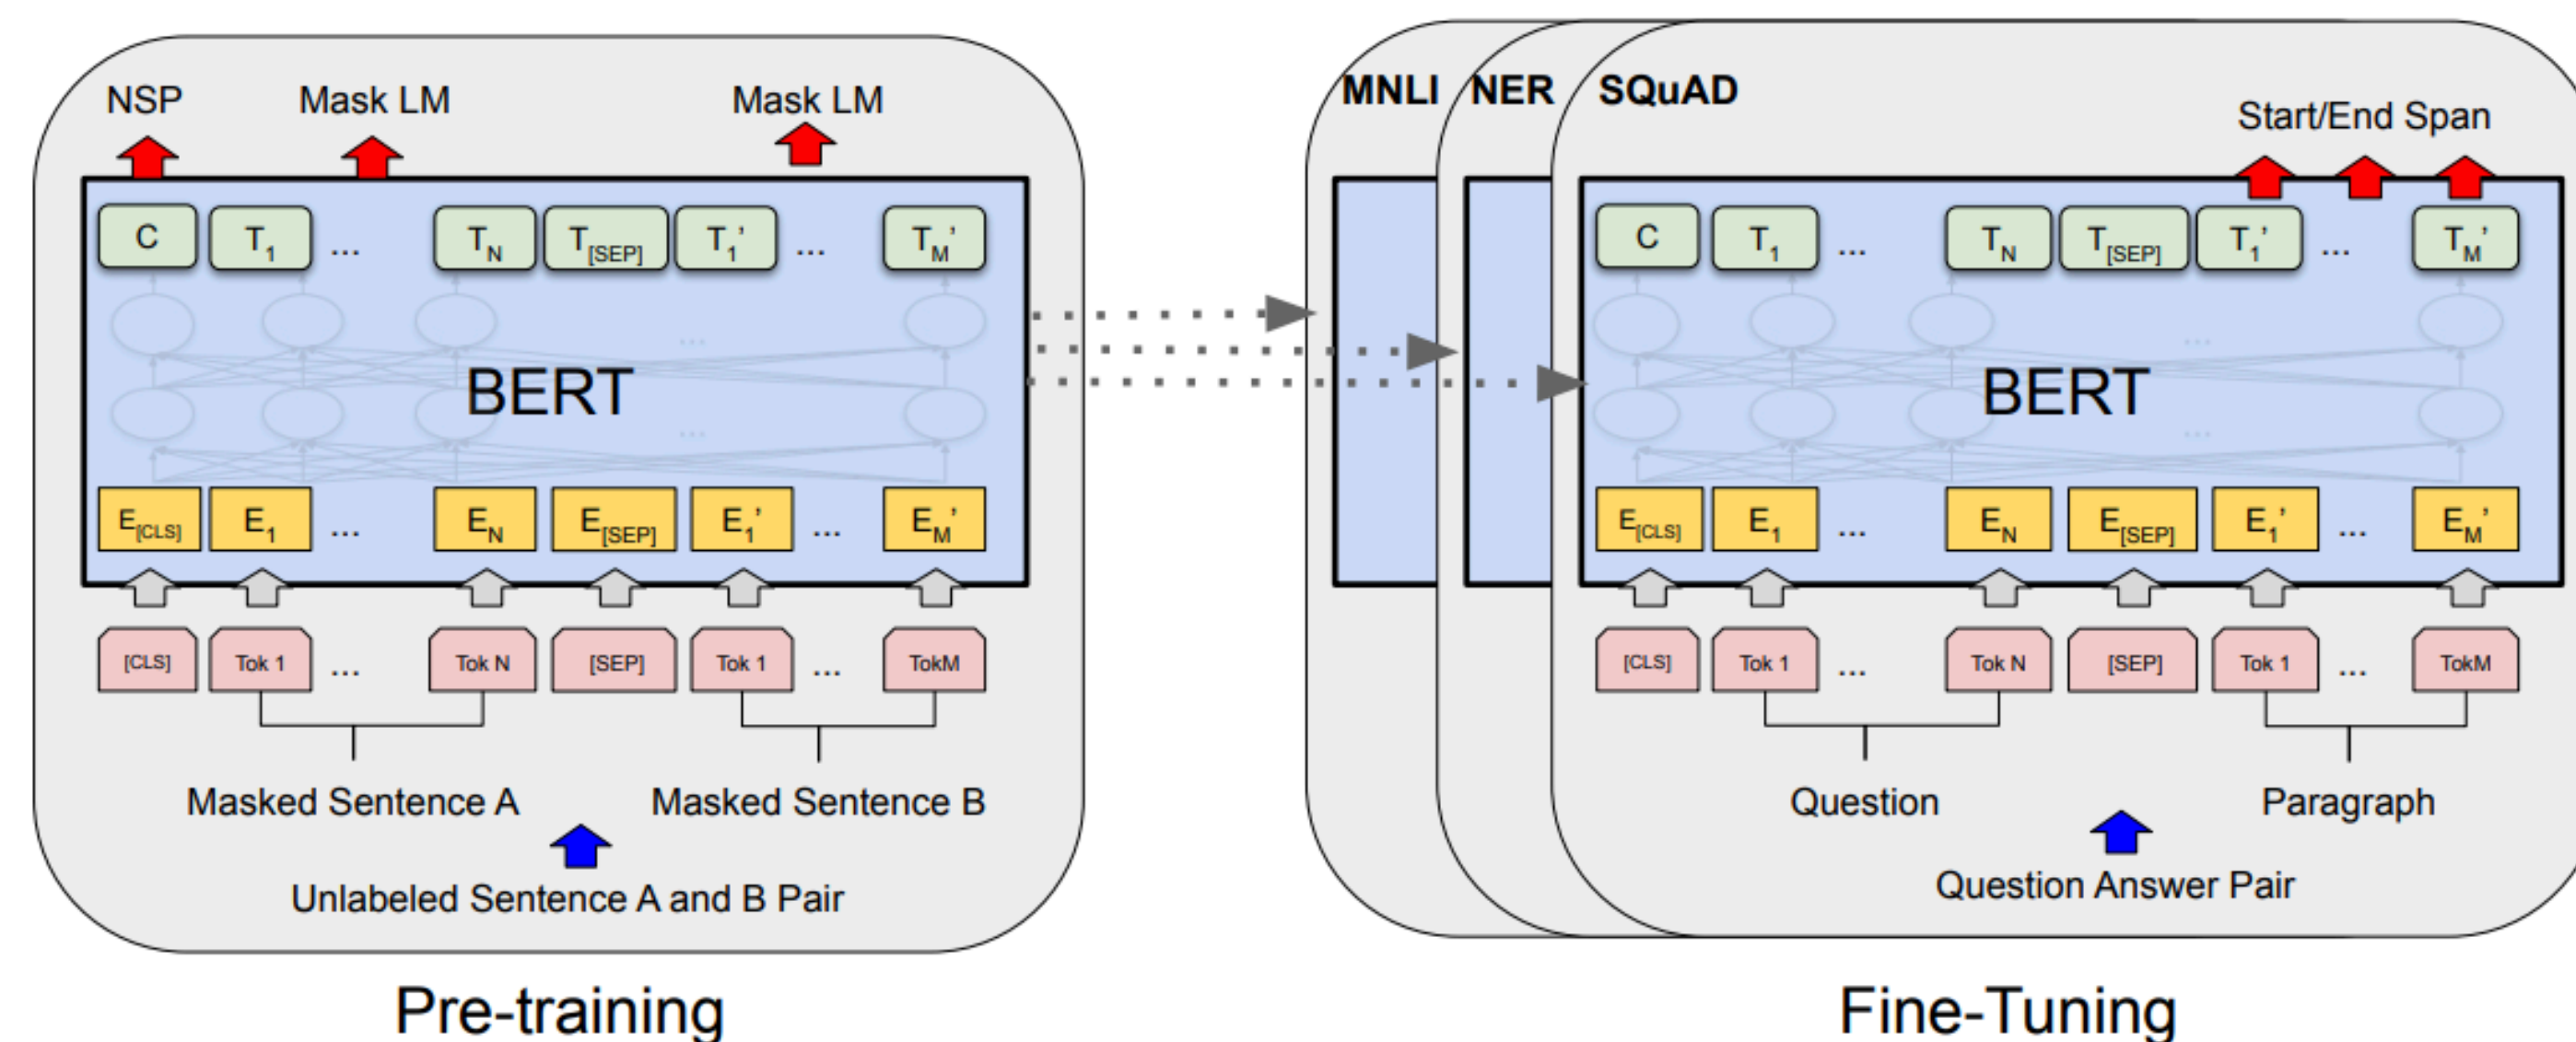 NSP Mask LM Mask LM
C T1 ... TN T[SEP] T1’ ... TM’
...
BERT
...
E[CLS] E1 ... EN E[SEP] E1’ ... EM’
[CLS] Tok 1 ... Tok N [SEP] Tok 1 ... TokM
Masked Sentence A Masked Sentence B
Unlabeled Sentence A and B Pair
Pre-training
MNLI NER SQuAD
Start/End Span
C T1 ... TN T[SEP] T1’ ... TM’
...
BERT
...
E[CLS] E1 ... EN E[SEP] E1’ ... EM’
[CLS] Tok 1 ... Tok N [SEP] Tok 1 ... TokM
Question Paragraph
Question Answer Pair
Fine-Tuning